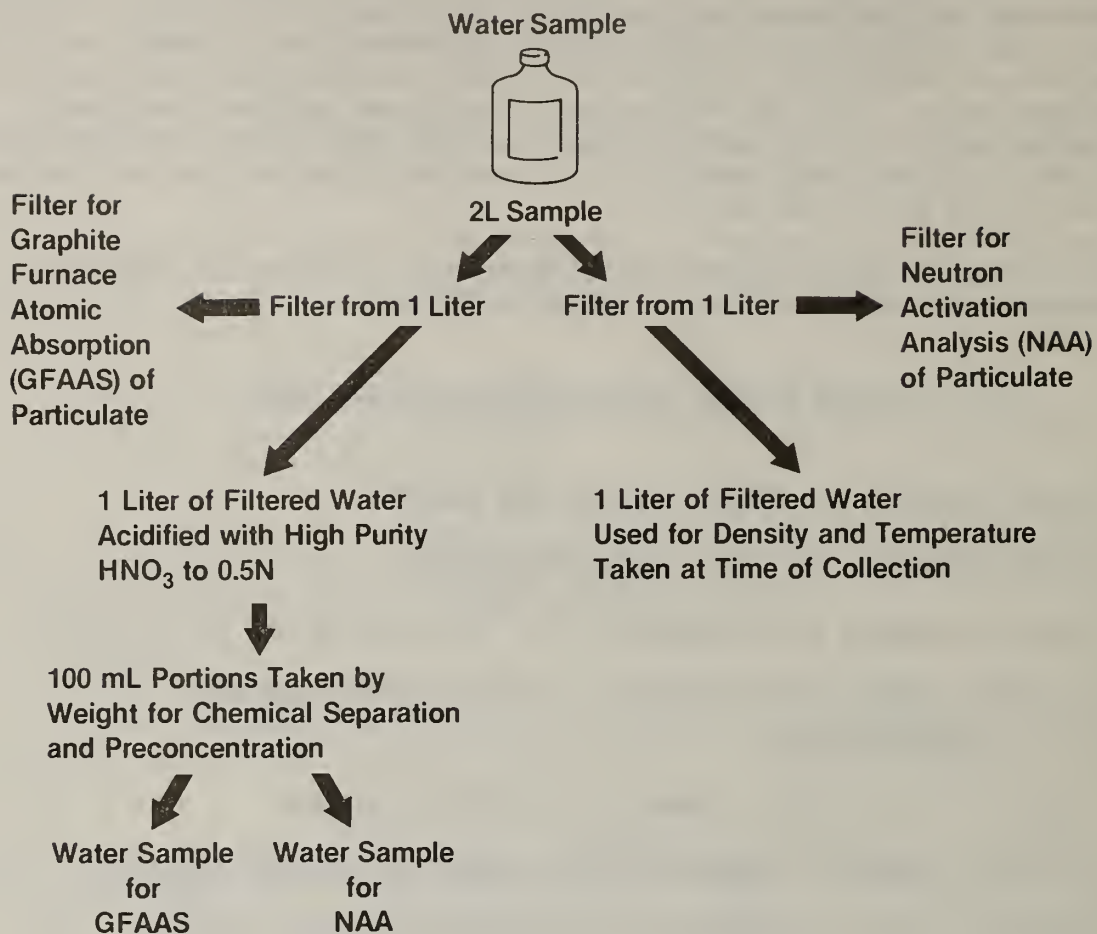 Water Sample
2L Sample
Filter for
Graphite
Furnace
Atomic
Absorption
(GFAAS) of
Particulate
Filter from 1 Liter
Filter from 1 Liter
Filter for
Neutron
Activation
Analysis (NAA)
of Particulate
1 Liter of Filtered Water
Acidified with High Purity
HNO₃ to 0.5N
1 Liter of Filtered Water
Used for Density and Temperature
Taken at Time of Collection
100 mL Portions Taken by
Weight for Chemical Separation
and Preconcentration
Water Sample
for
GFAAS
Water Sample
for
NAA